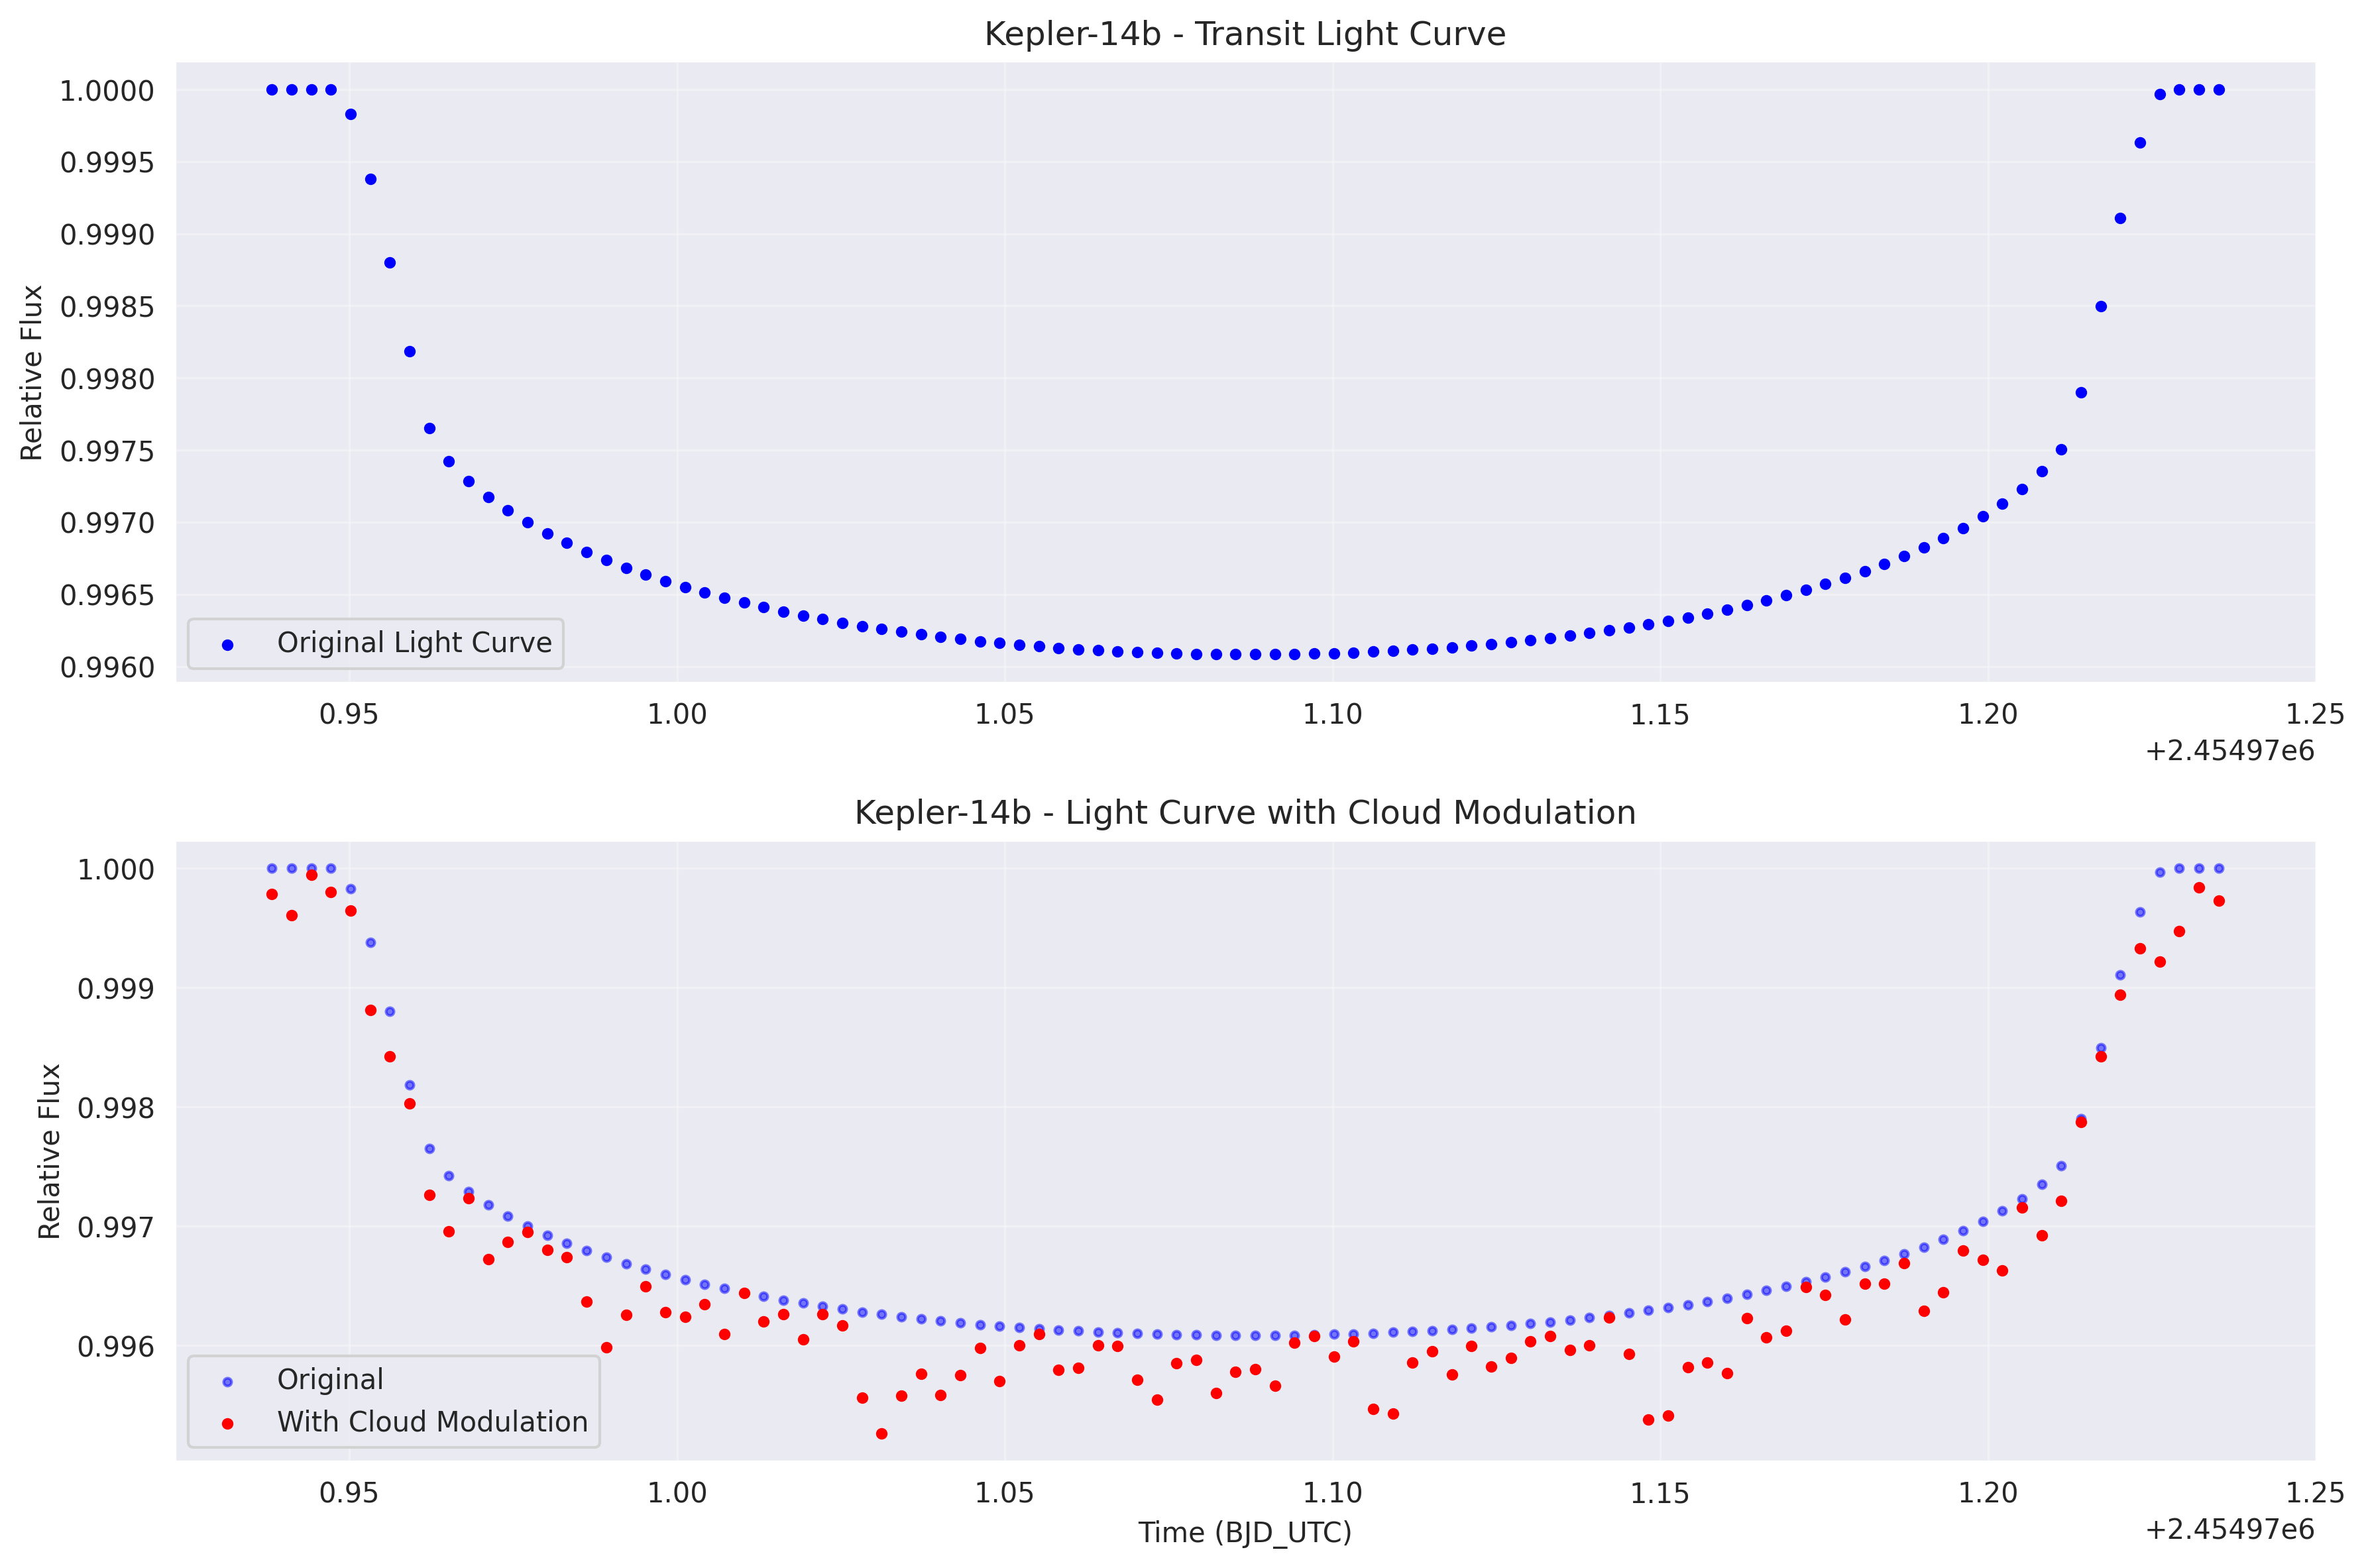 Kepler-14b - Transit Light Curve
Relative Flux
1.0000
0.9995
0.9990
0.9985
0.9980
0.9975
0.9970
0.9965
0.9960
Original Light Curve
0.95 1.00 1.05 1.10 1.15 1.20 1.25
+2.45497e6
Kepler-14b - Light Curve with Cloud Modulation
Relative Flux
1.000
0.999
0.998
0.997
0.996
Original
With Cloud Modulation
0.95 1.00 1.05 1.10 1.15 1.20 1.25
Time (BJD_UTC)
+2.45497e6